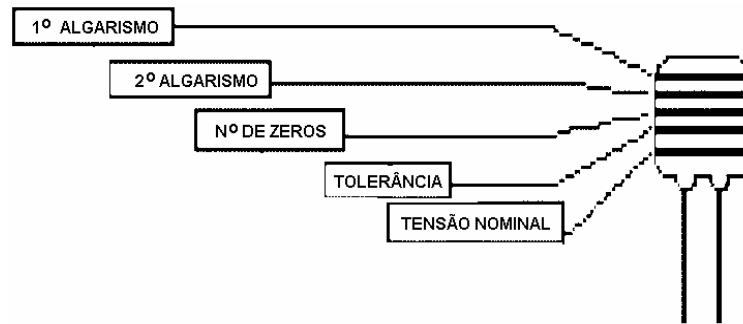 1º ALGARISMO
2º ALGARISMO
Nº DE ZEROS
TOLERÂNCIA
TENSÃO NOMINAL